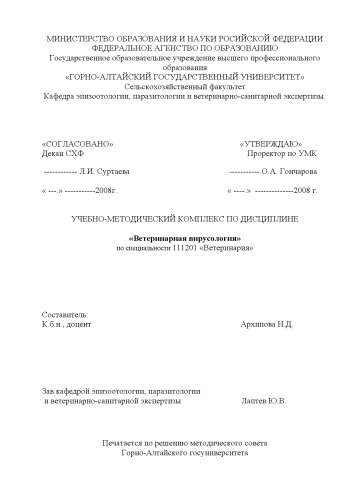 МИНИСТЕРСТВО ОБРАЗОВАНИЯ И НАУКИ РОСИЙСКОЙ ФЕДЕРАЦИИ
ФЕДЕРАЛЬНОЕ АГЕНСТВО ПО ОБРАЗОВАНИЮ
Государственное образовательное учреждение высшего профессионального
образования
«ГОРНО-АЛТАЙСКИЙ ГОСУДАРСТВЕННЫЙ УНИВЕРСИТЕТ»
Сельскохозяйственный факультет
Кафедра эпизоотологии, паразитологии и ветеринарно-санитарной экспертизы.
«СОГЛАСОВАНО» «УТВЕРЖДАЮ»
Декан СХФ Проректор по УМК
------------ Л.И. Суртаева ----------- О.А. Гончарова
« ---.» -----------2008г. « ----.» --------------2008 г.
УЧЕБНО-МЕТОДИЧЕСКИЙ КОМПЛЕКС ПО ДИСЦИПЛИНЕ
«Ветеринарная вирусология»
по специальности 111201 «Ветеринария»
Составитель:
К.б.н., доцент Архипова Н.Д.
Зав.кафедрой эпизоотологии, паразитологии
и ветеринарно-санитарной экспертизы Лаптев Ю.В.
Печатается по решению методического совета
Горно-Алтайского госуниверситета